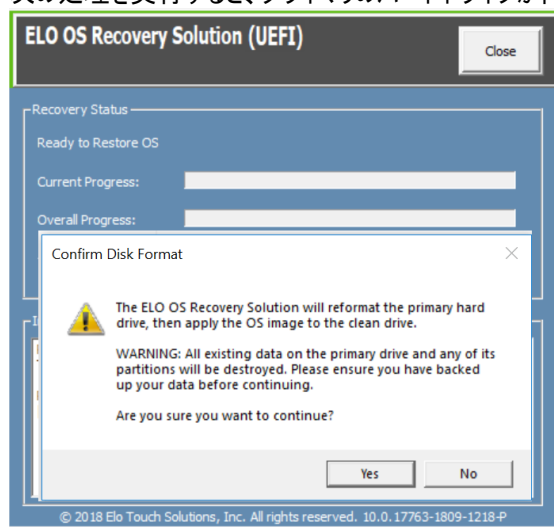 ELO OS Recovery Solution (UEFI)
Close
Recovery Status
Ready to Restore OS
Current Progress:
Overall Progress:
Confirm Disk Format
The ELO OS Recovery Solution will reformat the primary hard
drive, then apply the OS image to the clean drive.
WARNING: All existing data on the primary drive and any of its
partitions will be destroyed. Please ensure you have backed
up your data before continuing.
Are you sure you want to continue?
Yes
No
© 2018 Elo Touch Solutions, Inc. All rights reserved. 10.0.17763-1809-1218-P